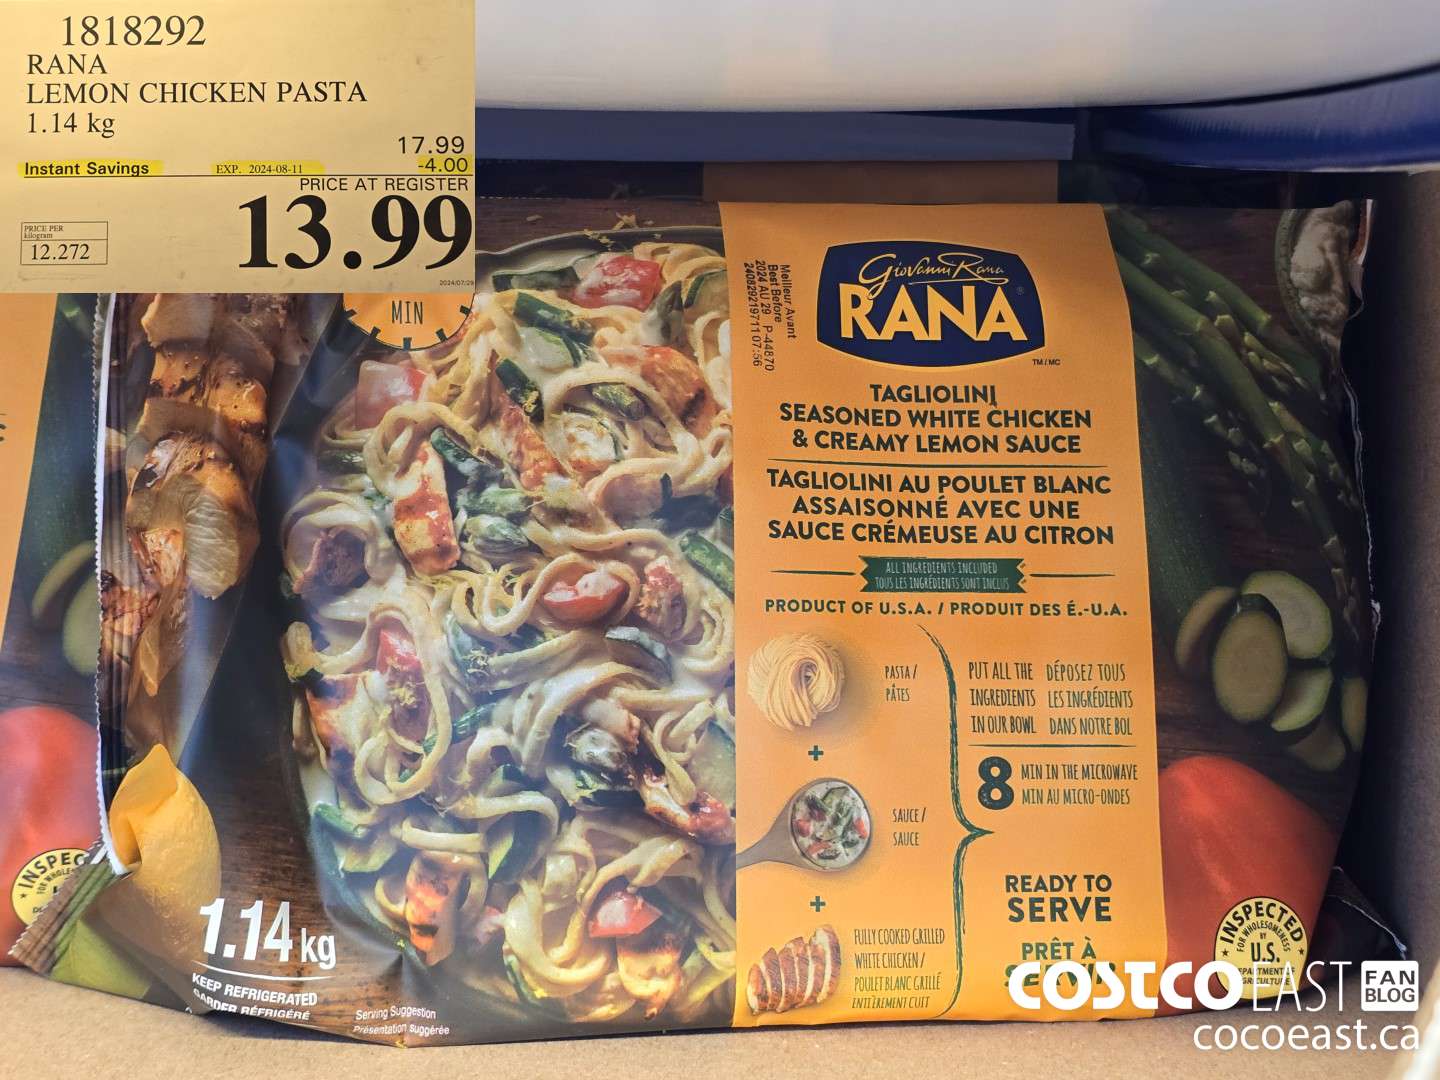 1818292
RANA
LEMON CHICKEN PASTA
1.14 kg
17.99
Instant Savings EXP. 2024-08-11 -4.00
PRICE AT REGISTER
13.99
PRICE PER
kilogram
12.272
2024/07/29
MIN
Meilleur Avant
Best Before
2024 AU 29 P-44870
Giovanni Rana
RANA
®
TM/MC
TAGLIOLINI
SEASONED WHITE CHICKEN
& CREAMY LEMON SAUCE
TAGLIOLINI AU POULET BLANC
ASSAISONNÉ AVEC UNE
SAUCE CRÉMEUSE AU CITRON
ALL INGREDIENTS INCLUDED
TOUS LES INGRÉDIENTS SONT INCLUS
PRODUCT OF U.S.A. / PRODUIT DES É.-U.A.
PASTA /
PÂTES
+
SAUCE /
SAUCE
+
FULLY COOKED GRILLED
WHITE CHICKEN /
POULET BLANC GRILLÉ
ENTIÈREMENT CUIT
PUT ALL THE
INGREDIENTS
IN OUR BOWL
DÉPOSEZ TOUS
LES INGRÉDIENTS
DANS NOTRE BOL
8 MIN IN THE MICROWAVE
MIN AU MICRO-ONDES
READY TO
SERVE
PRÊT À
1.14 kg
KEEP REFRIGERATED
GARDER RÉFRIGÉRÉ
Serving Suggestion
Présentation suggérée
INSPECTED
FOR WHOLESOMENESS
BY
U.S.
DEPARTMENT OF
AGRICULTURE
COSTCO EAST FAN
BLOG
cocoeast.ca